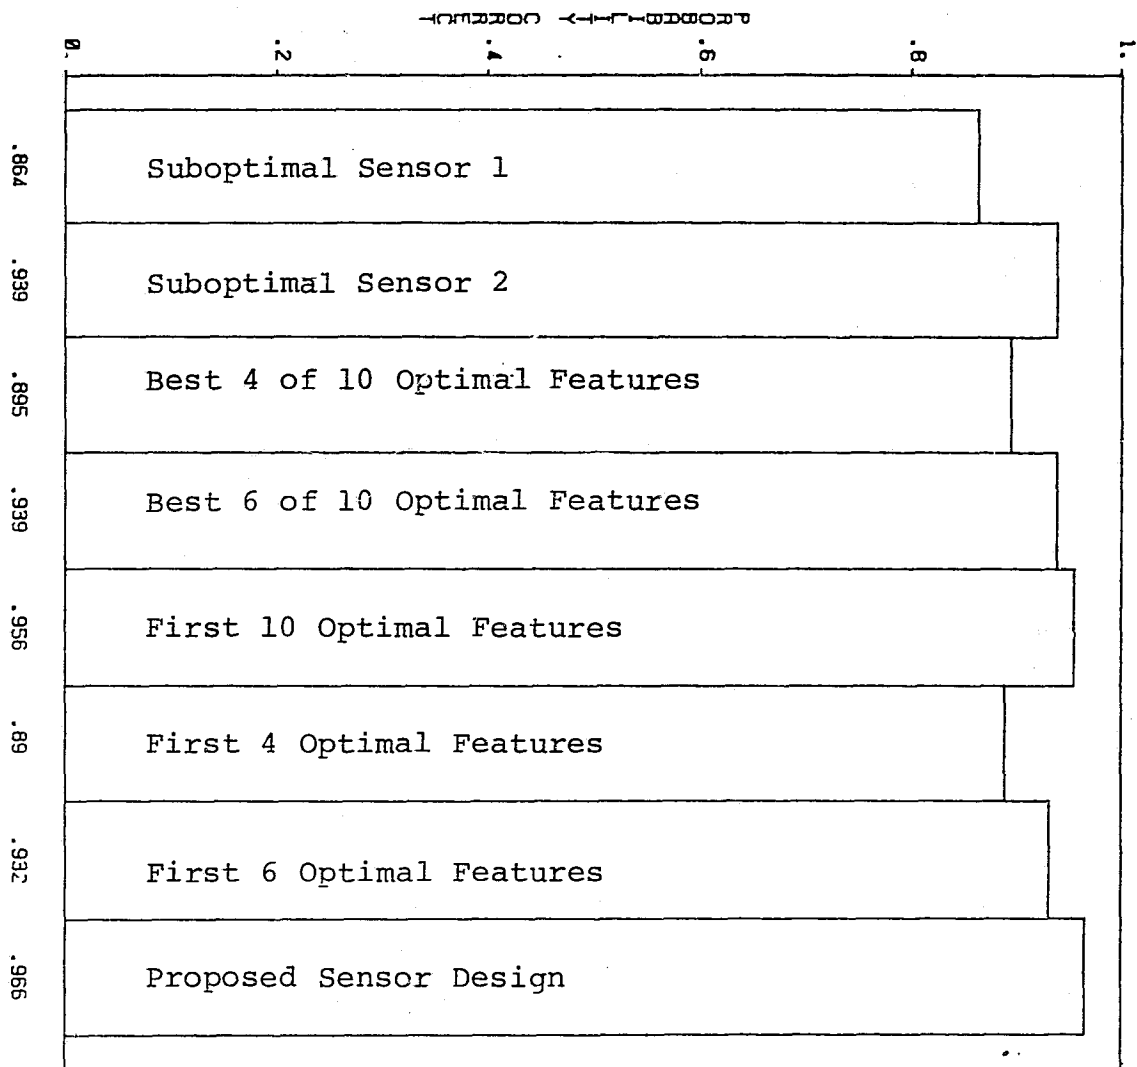 PROBABILITY CORRECT
0. .2 .4 .6 .8 1.
.864 Suboptimal Sensor 1
.939 Suboptimal Sensor 2
.895 Best 4 of 10 Optimal Features
.939 Best 6 of 10 Optimal Features
.956 First 10 Optimal Features
.89 First 4 Optimal Features
.932 First 6 Optimal Features
.966 Proposed Sensor Design